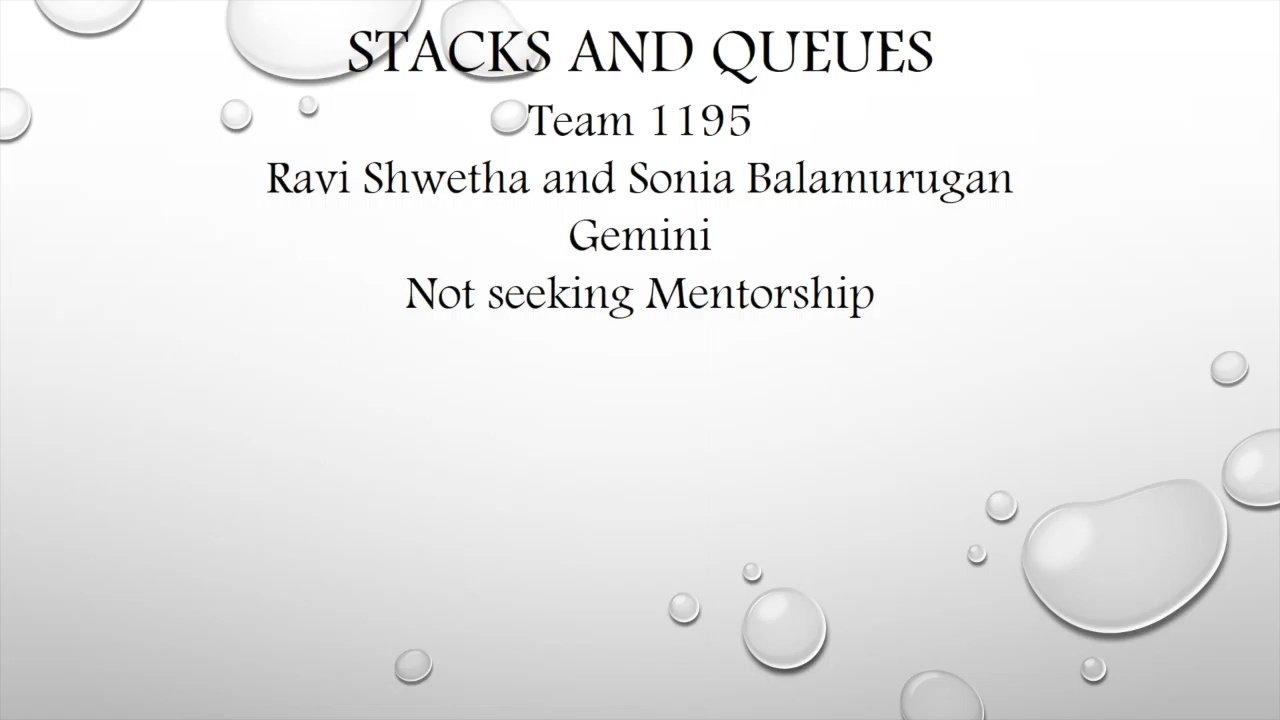 STACKS AND QUEUES
Team 1195
Ravi Shwetha and Sonia Balamurugan
Gemini
Not seeking Mentorship